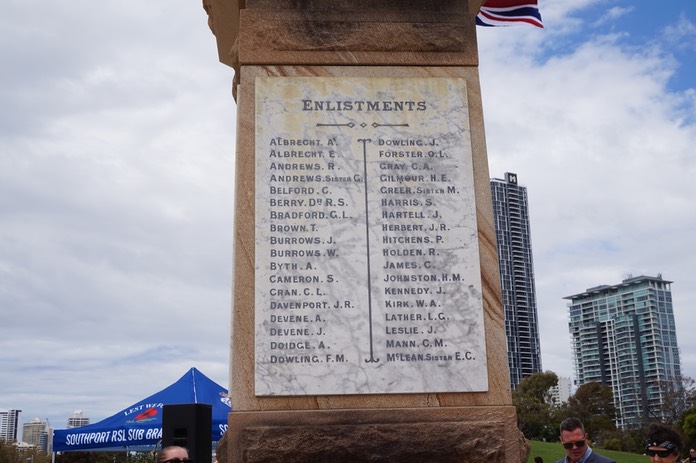 ENLISTMENTS
ALBRECHT. A.
ALBRECHT. E.
ANDREWS. R.
ANDREWS. SISTER G.
BELFORD. C.
BERRY. DR R.S.
BRADFORD. G.L.
BROWN. T.
BURROWS. J.
BURROWS. W.
BYTH. A.
CAMERON. S.
CRAN. C.L.
DAVENPORT. J.R.
DEVENE. A.
DEVENE. J.
DOIDGE. A.
DOWLING. F.M.
DOWLING. J.
FORSTER. O.L.
GRAY. C.A.
GILMOUR. H.E.
GREER. SISTER M.
HARRIS. S.
HARTELL. J.
HERBERT. J.R.
HITCHENS. P.
HOLDEN. R.
JAMES. C.
JOHNSTON. H.M.
KENNEDY. J.
KIRK. W.A.
LATHER. L.G.
LESLIE. J.
MANN. C.M.
McLEAN. SISTER E.C.
LEST WE
SOUTHPORT RSL SUB BRA